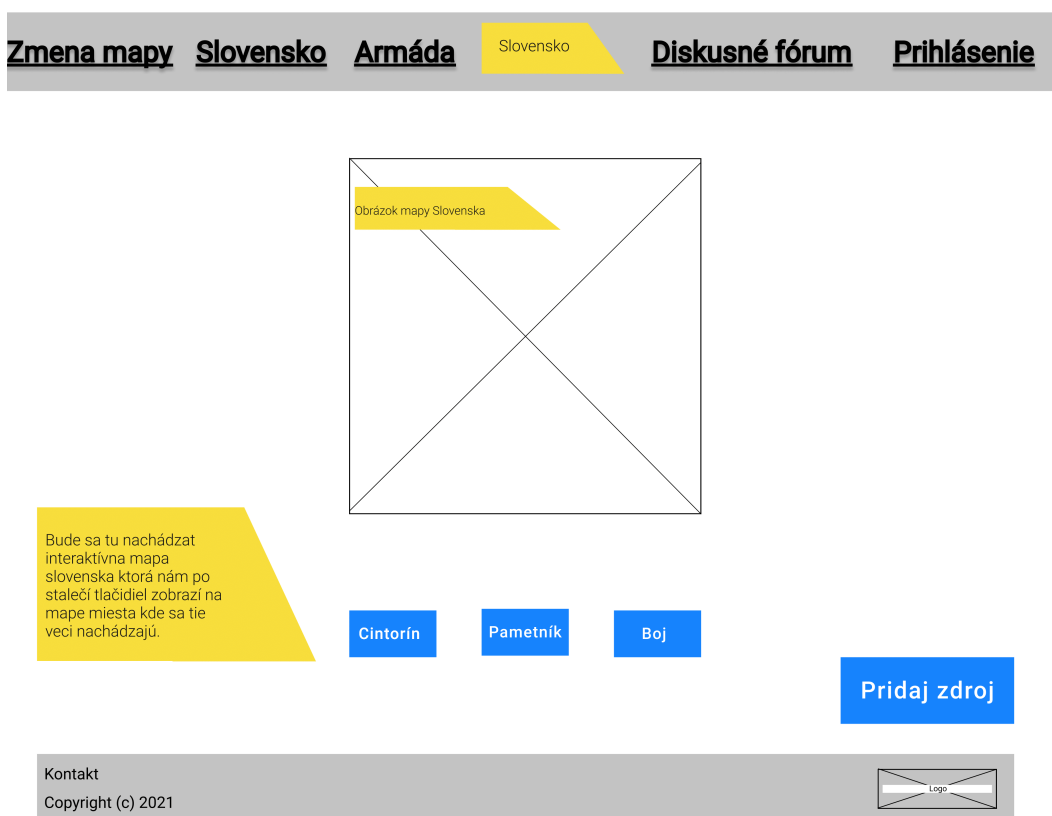 Zmena mapy Slovensko Armáda Slovensko Diskusné fórum Prihlásenie
Obrázok mapy Slovenska
Bude sa tu nachádzat
interaktívna mapa
slovenska ktorá nám po
stalečí tlačidiel zobrazí na
mape miesta kde sa tie
veci nachádzajú.
Cintorín Pametník Boj
Pridaj zdroj
Kontakt
Logo
Copyright (c) 2021